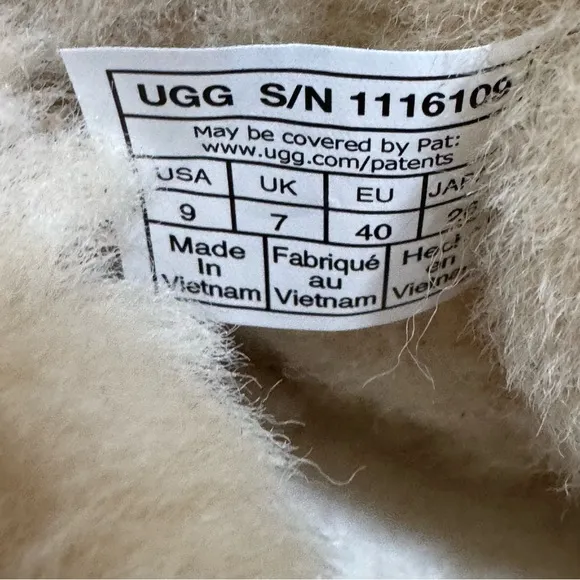 UGG S/N 1116109
May be covered by Pat:
www.ugg.com/patents
USA UK EU
9 7 40
Made Fabriqué
In au en
Vietnam Vietnam